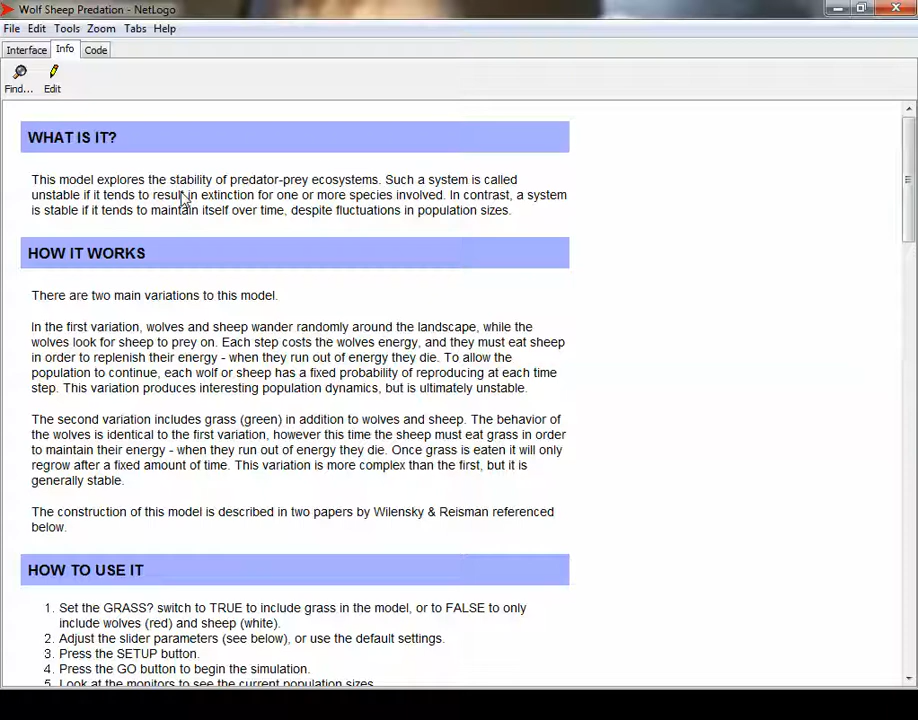 Wolf Sheep Predation - NetLogo
File Edit Tools Zoom Tabs Help
Interface Info Code
Find... Edit
WHAT IS IT?
This model explores the stability of predator-prey ecosystems. Such a system is called
unstable if it tends to result in extinction for one or more species involved. In contrast, a system
is stable if it tends to maintain itself over time, despite fluctuations in population sizes.
HOW IT WORKS
There are two main variations to this model.
In the first variation, wolves and sheep wander randomly around the landscape, while the
wolves look for sheep to prey on. Each step costs the wolves energy, and they must eat sheep
in order to replenish their energy - when they run out of energy they die. To allow the
population to continue, each wolf or sheep has a fixed probability of reproducing at each time
step. This variation produces interesting population dynamics, but is ultimately unstable.
The second variation includes grass (green) in addition to wolves and sheep. The behavior of
the wolves is identical to the first variation, however this time the sheep must eat grass in order
to maintain their energy - when they run out of energy they die. Once grass is eaten it will only
regrow after a fixed amount of time. This variation is more complex than the first, but it is
generally stable.
The construction of this model is described in two papers by Wilensky & Reisman referenced
below.
HOW TO USE IT
1. Set the GRASS? switch to TRUE to include grass in the model, or to FALSE to only
include wolves (red) and sheep (white).
2. Adjust the slider parameters (see below), or use the default settings.
3. Press the SETUP button.
4. Press the GO button to begin the simulation.
5. Look at the monitors to see the current population sizes